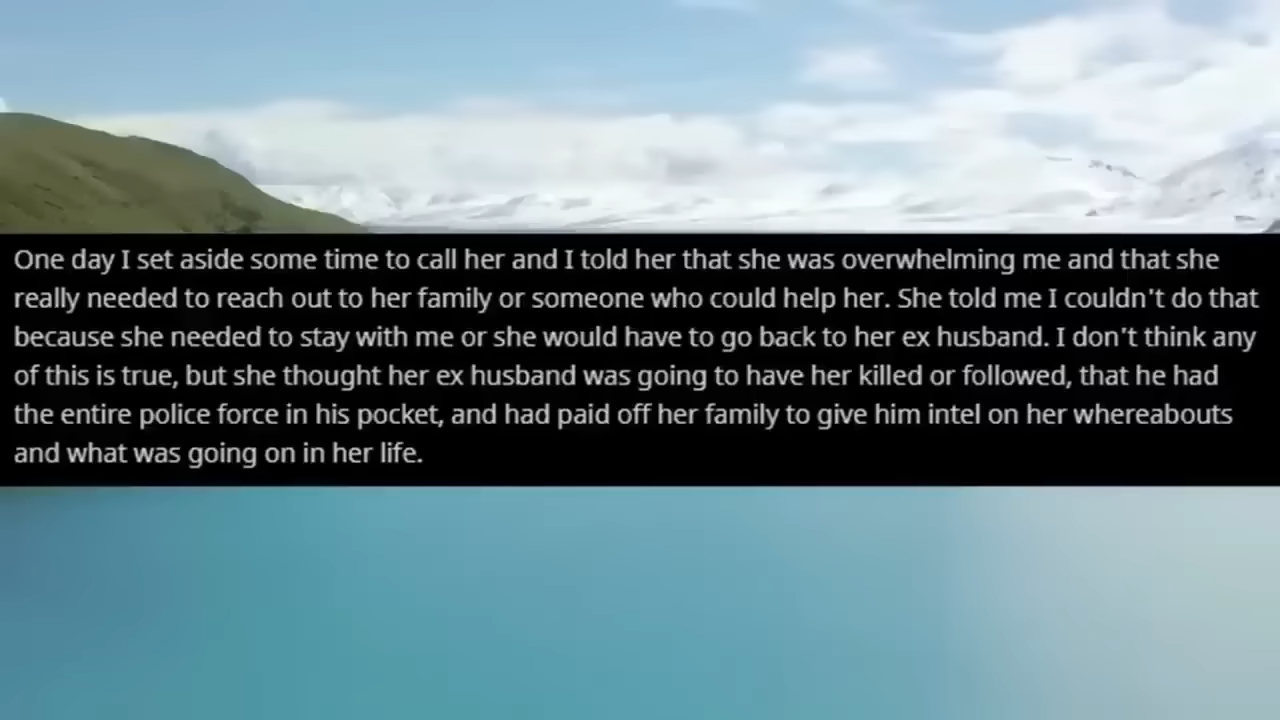 One day I set aside some time to call her and I told her that she was overwhelming me and that she
really needed to reach out to her family or someone who could help her. She told me I couldn't do that
because she needed to stay with me or she would have to go back to her ex husband. I don't think any
of this is true, but she thought her ex husband was going to have her killed or followed, that he had
the entire police force in his pocket, and had paid off her family to give him intel on her whereabouts
and what was going on in her life.